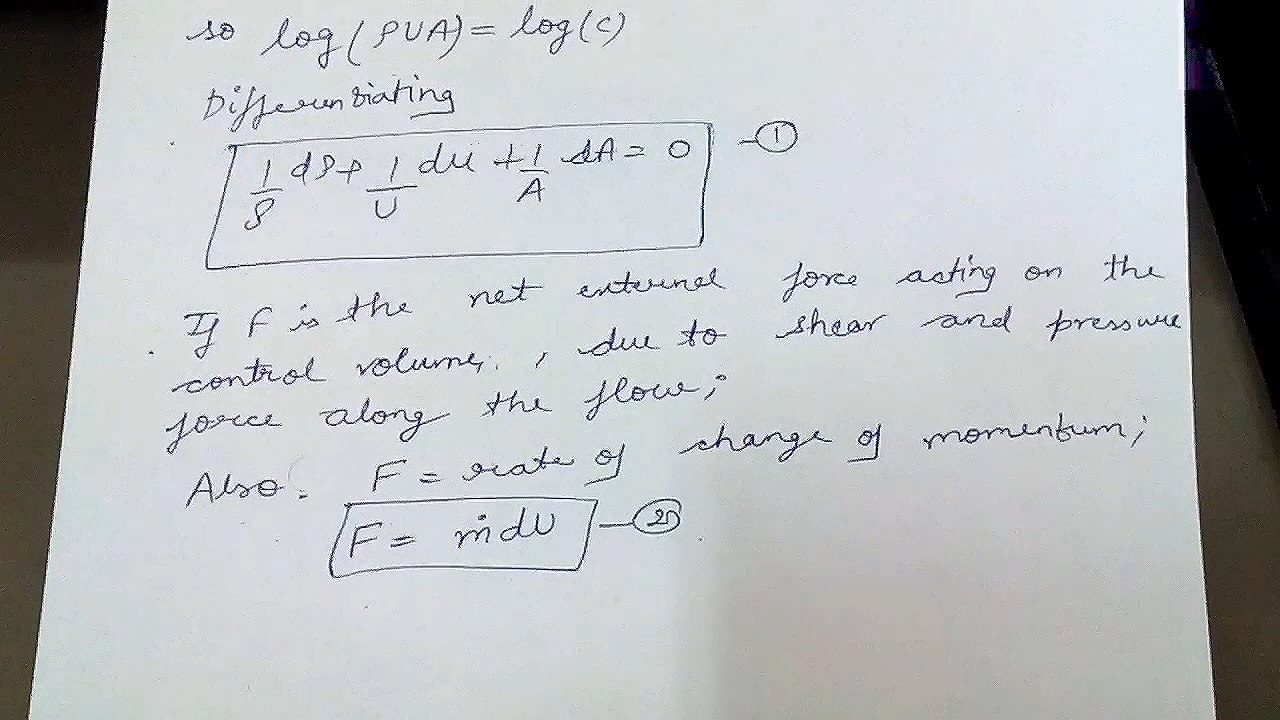 so log(ρUA) = log(c)
Differentiating
1/ρ dρ + 1/U du + 1/A dA = 0 —①
If F is the net external force acting on the
control volume, , due to shear and pressure
force along the flow;
Also. F = rate of change of momentum;
F = ṁdU —②